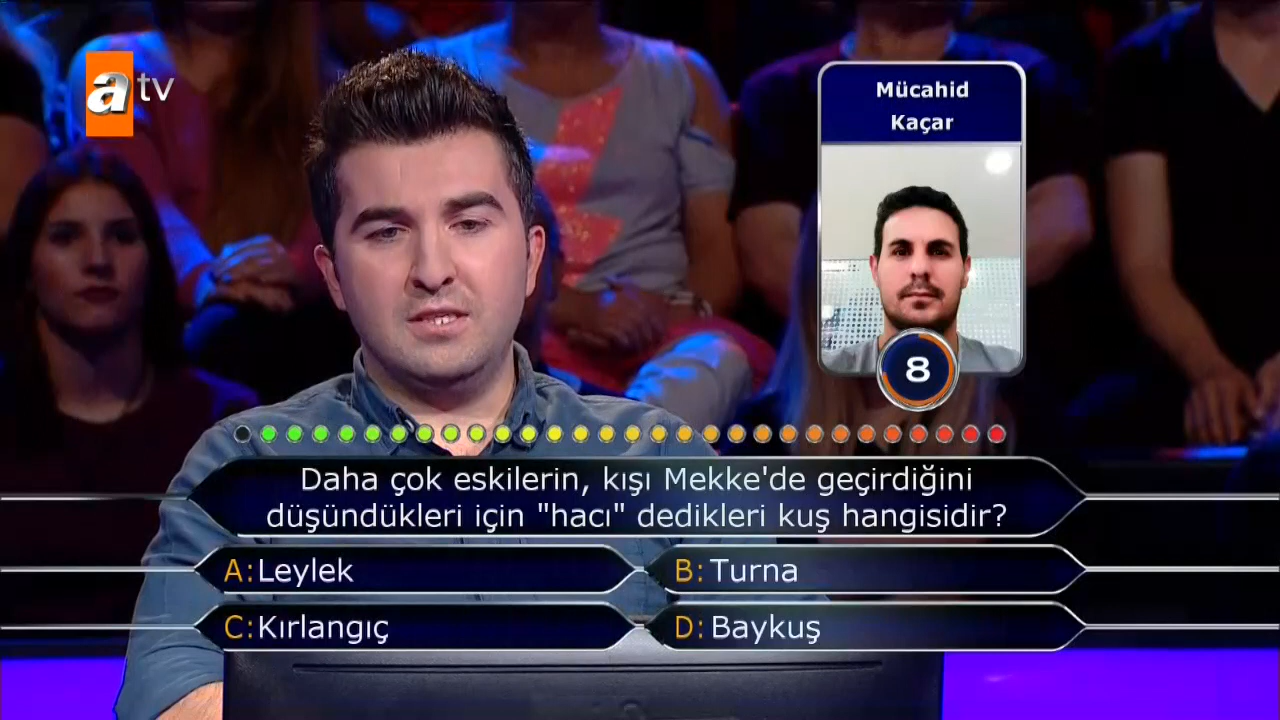 atv
Mücahid
Kaçar
8
Daha çok eskilerin, kışı Mekke'de geçirdiğini
düşündükleri için "hacı" dedikleri kuş hangisidir?
A: Leylek
B: Turna
C: Kırlangıç
D: Baykuş